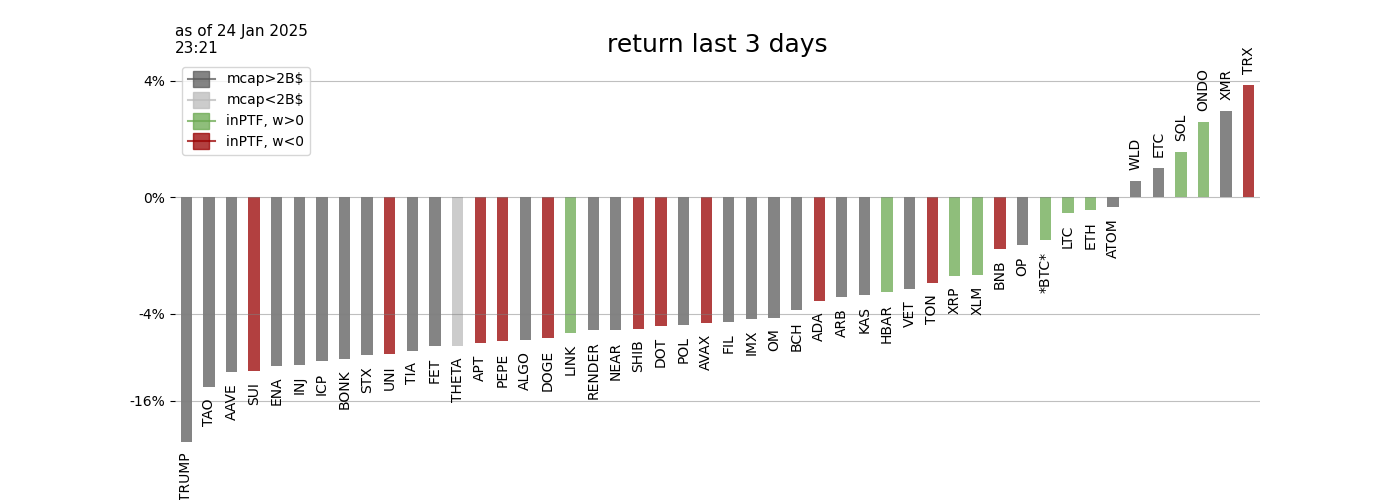 as of 24 Jan 2025
23:21
return last 3 days
mcap>2B$
mcap<2B$
inPTF, w>0
inPTF, w<0
4%
0%
-4%
-16%
TRUMP
TAO
AAVE
SUI
ENA
INJ
ICP
BONK
STX
UNI
TIA
FET
THETA
APT
PEPE
ALGO
DOGE
LINK
RENDER
NEAR
SHIB
DOT
POL
AVAX
FIL
IMX
OM
BCH
ADA
ARB
KAS
HBAR
VET
TON
XRP
XLM
BNB
OP
*BTC*
LTC
ETH
ATOM
WLD
ETC
SOL
ONDO
XMR
TRX